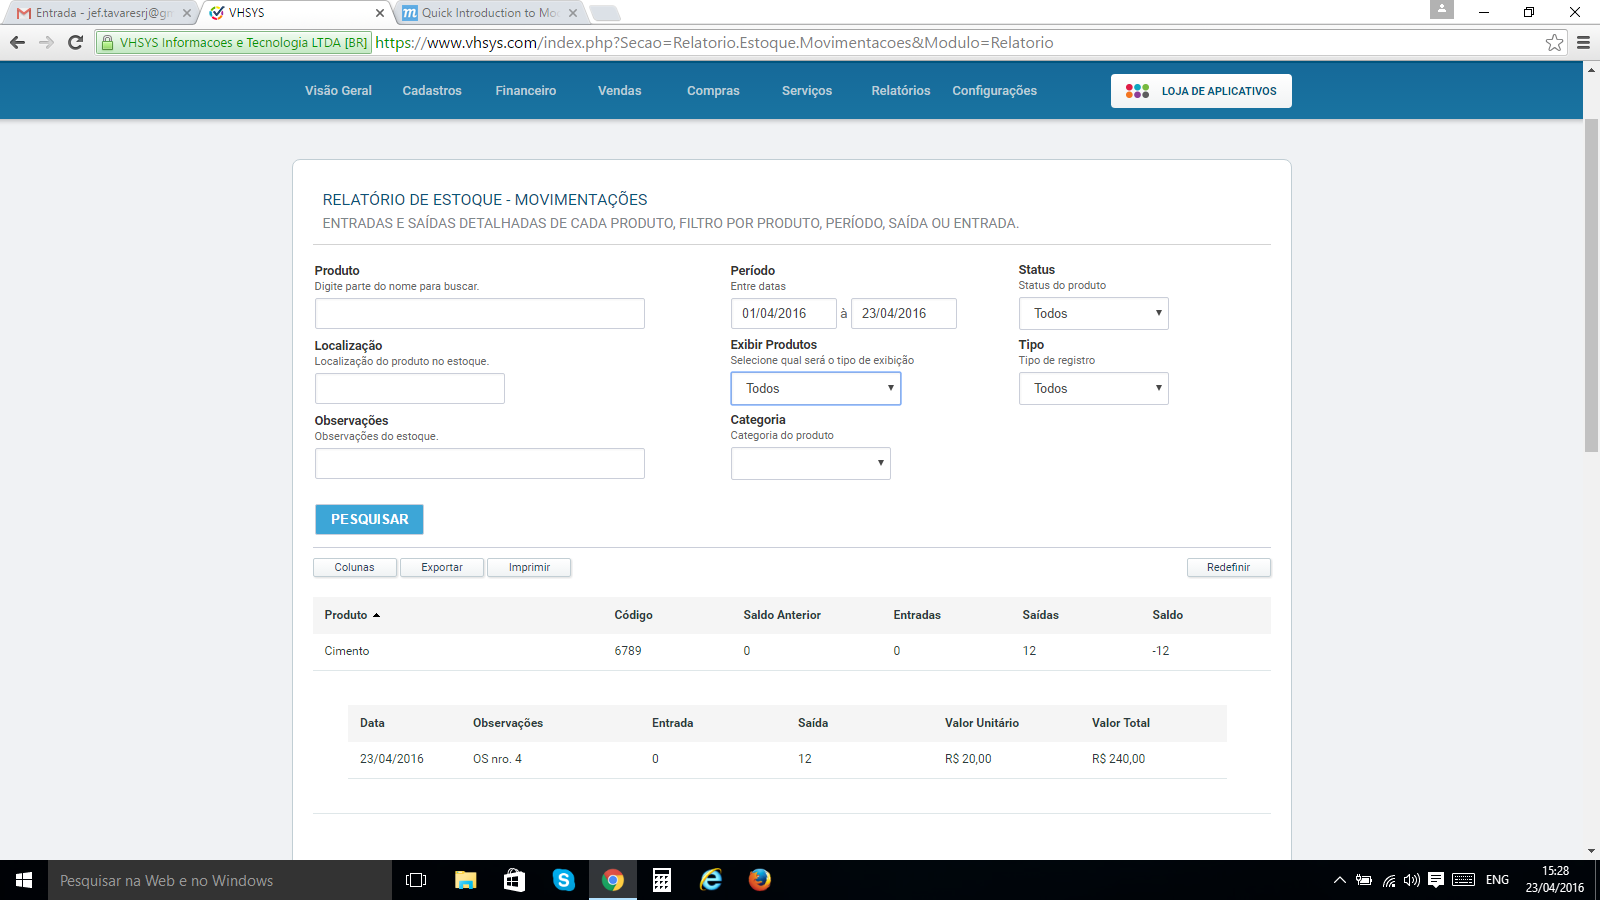 Entrada - jef.tavaresrj@gm
VHSYS
Quick Introduction to Mo
VHSYS Informacoes e Tecnologia LTDA [BR]
https://www.vhsys.com/index.php?Secao=Relatorio.Estoque.Movimentacoes&Modulo=Relatorio
Visão Geral Cadastros Financeiro Vendas Compras Serviços Relatórios Configurações LOJA DE APLICATIVOS
RELATÓRIO DE ESTOQUE - MOVIMENTAÇÕES
ENTRADAS E SAÍDAS DETALHADAS DE CADA PRODUTO, FILTRO POR PRODUTO, PERÍODO, SAÍDA OU ENTRADA.
Produto
Digite parte do nome para buscar.
Período
Entre datas
01/04/2016 à 23/04/2016
Status
Status do produto
Todos
Localização
Localização do produto no estoque.
Exibir Produtos
Selecione qual será o tipo de exibição
Todos
Tipo
Tipo de registro
Todos
Observações
Observações do estoque.
Categoria
Categoria do produto
PESQUISAR
Colunas Exportar Imprimir Redefinir
Produto Código Saldo Anterior Entradas Saídas Saldo
Cimento 6789 0 0 12 -12
Data Observações Entrada Saída Valor Unitário Valor Total
23/04/2016 OS nro. 4 0 12 R$ 20,00 R$ 240,00
Pesquisar na Web e no Windows
ENG
15:28
23/04/2016